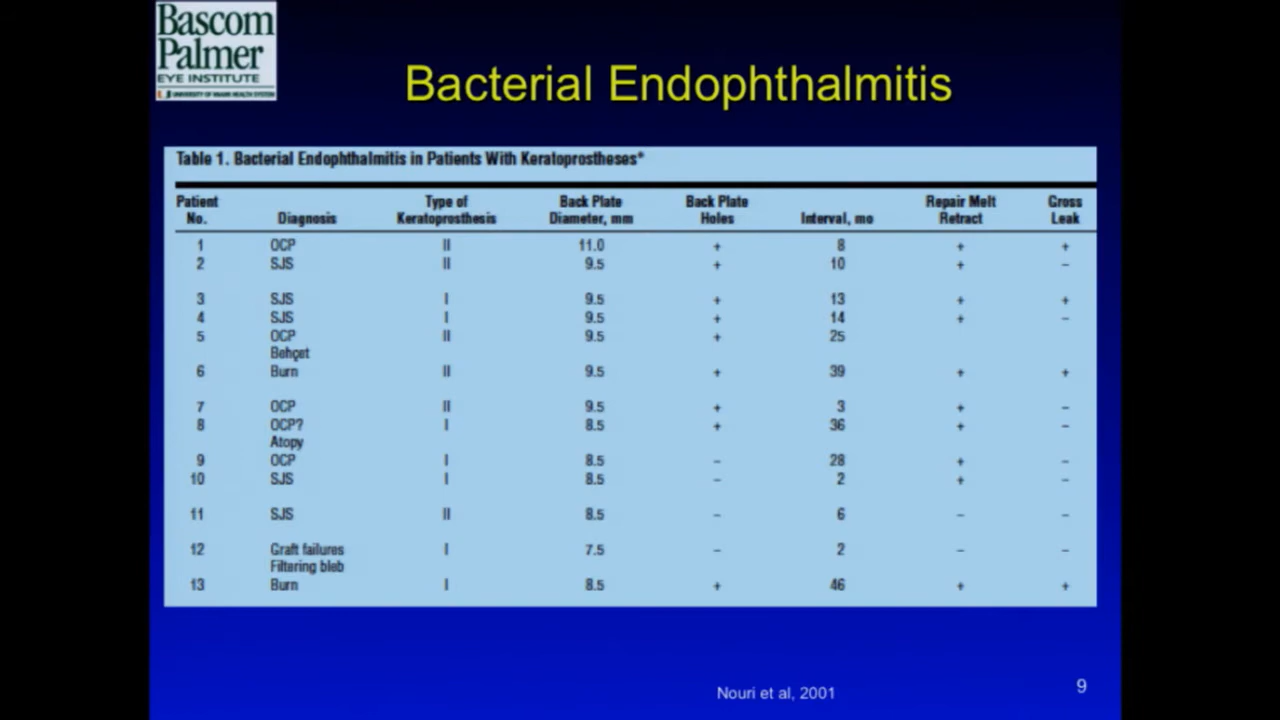 Bascom
Palmer
EYE INSTITUTE
UNIVERSITY OF MIAMI HEALTH SYSTEM
Bacterial Endophthalmitis
Table 1. Bacterial Endophthalmitis in Patients With Keratoprostheses*
Patient No. Diagnosis Type of Keratoprosthesis Back Plate Diameter, mm Back Plate Holes Interval, mo Repair Melt Retract Gross Leak
1 OCP II 11.0 + 8 + +
2 SJS II 9.5 + 10 + –
3 SJS I 9.5 + 13 + +
4 SJS I 9.5 + 14 + –
5 OCP II 9.5 + 25
Behçet
6 Burn II 9.5 + 39 + +
7 OCP II 9.5 + 3 + –
8 OCP? I 8.5 + 36 + –
Atopy
9 OCP I 8.5 – 28 + –
10 SJS I 8.5 – 2 + –
11 SJS II 8.5 – 6 – –
12 Graft failures I 7.5 – 2 – –
Filtering bleb
13 Burn I 8.5 + 46 + +
Nouri et al, 2001
9